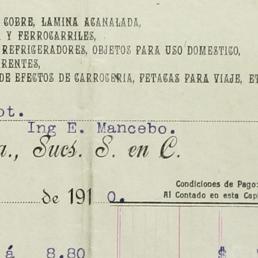 COBRE, LAMINA ACANALADA,
Y FERROCARRILES,
REFRIGERADORES, OBJETOS PARA USO DOMESTICO,
RENTES,
DE EFECTOS DE CARROCERIA, PETACAS PARA VIAJE, ET
ot.
Ing E. Mancebo.
a., Sucs. S. en C.
Condiciones de Pago:
de 1910.
Al Contado en esta Cap
á 8.80 $